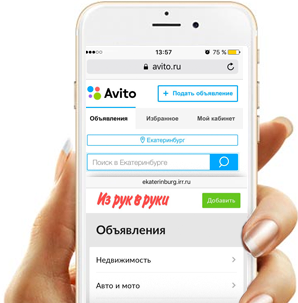 13:57
75 %
avito.ru
Avito
+ Подать объявление
Объявления Избранное Мой кабинет
Екатеринбург
Поиск в Екатеринбурге
ekaterinburg.irr.ru
Из рук в руки
Добавить
Объявления
Недвижимость
Авто и мото